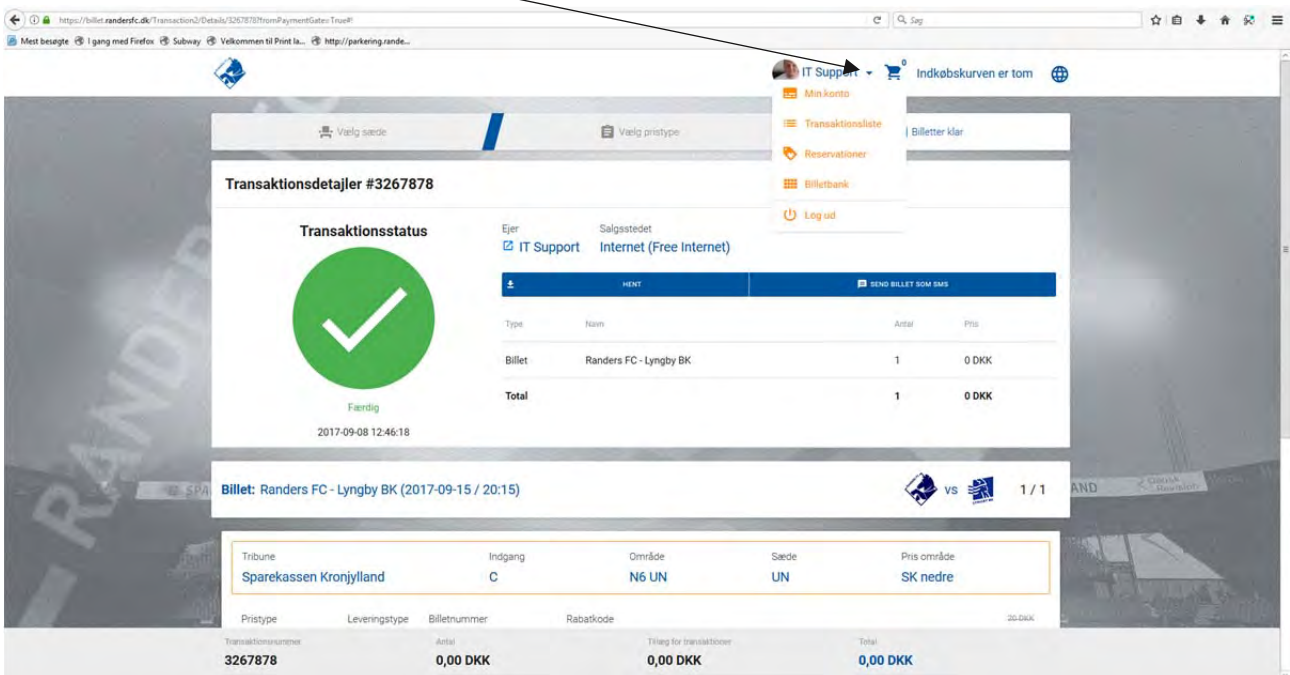 https://billet.randersfc.dk/Transaction2/Details/3267878?fromPaymentGate=True#!
Søg
Mest besøgte I gang med Firefox Subway Velkommen til Print la... http://parkering.rande...
IT Support 0 Indkøbskurven er tom
Min konto
Vælg sæde Vælg pristype Transaktionsliste Billetter klar
Reservationer
Transaktionsdetaljer #3267878
Billetbank
Log ud
Transaktionsstatus
Ejer Salgsstedet
IT Support Internet (Free Internet)
HENT SEND BILLET SOM SMS
Type Navn Antal Pris
Billet Randers FC - Lyngby BK 1 0 DKK
Total 1 0 DKK
Færdig
2017-09-08 12:46:18
Billet: Randers FC - Lyngby BK (2017-09-15 / 20:15) vs 1 / 1
Tribune Indgang Område Sæde Pris område
Sparekassen Kronjylland C N6 UN UN SK nedre
Pristype Leveringstype Billetnummer Rabatkode 20 DKK
Transaktionsnummer Antal Tillæg for transaktioner Total
3267878 0,00 DKK 0,00 DKK 0,00 DKK